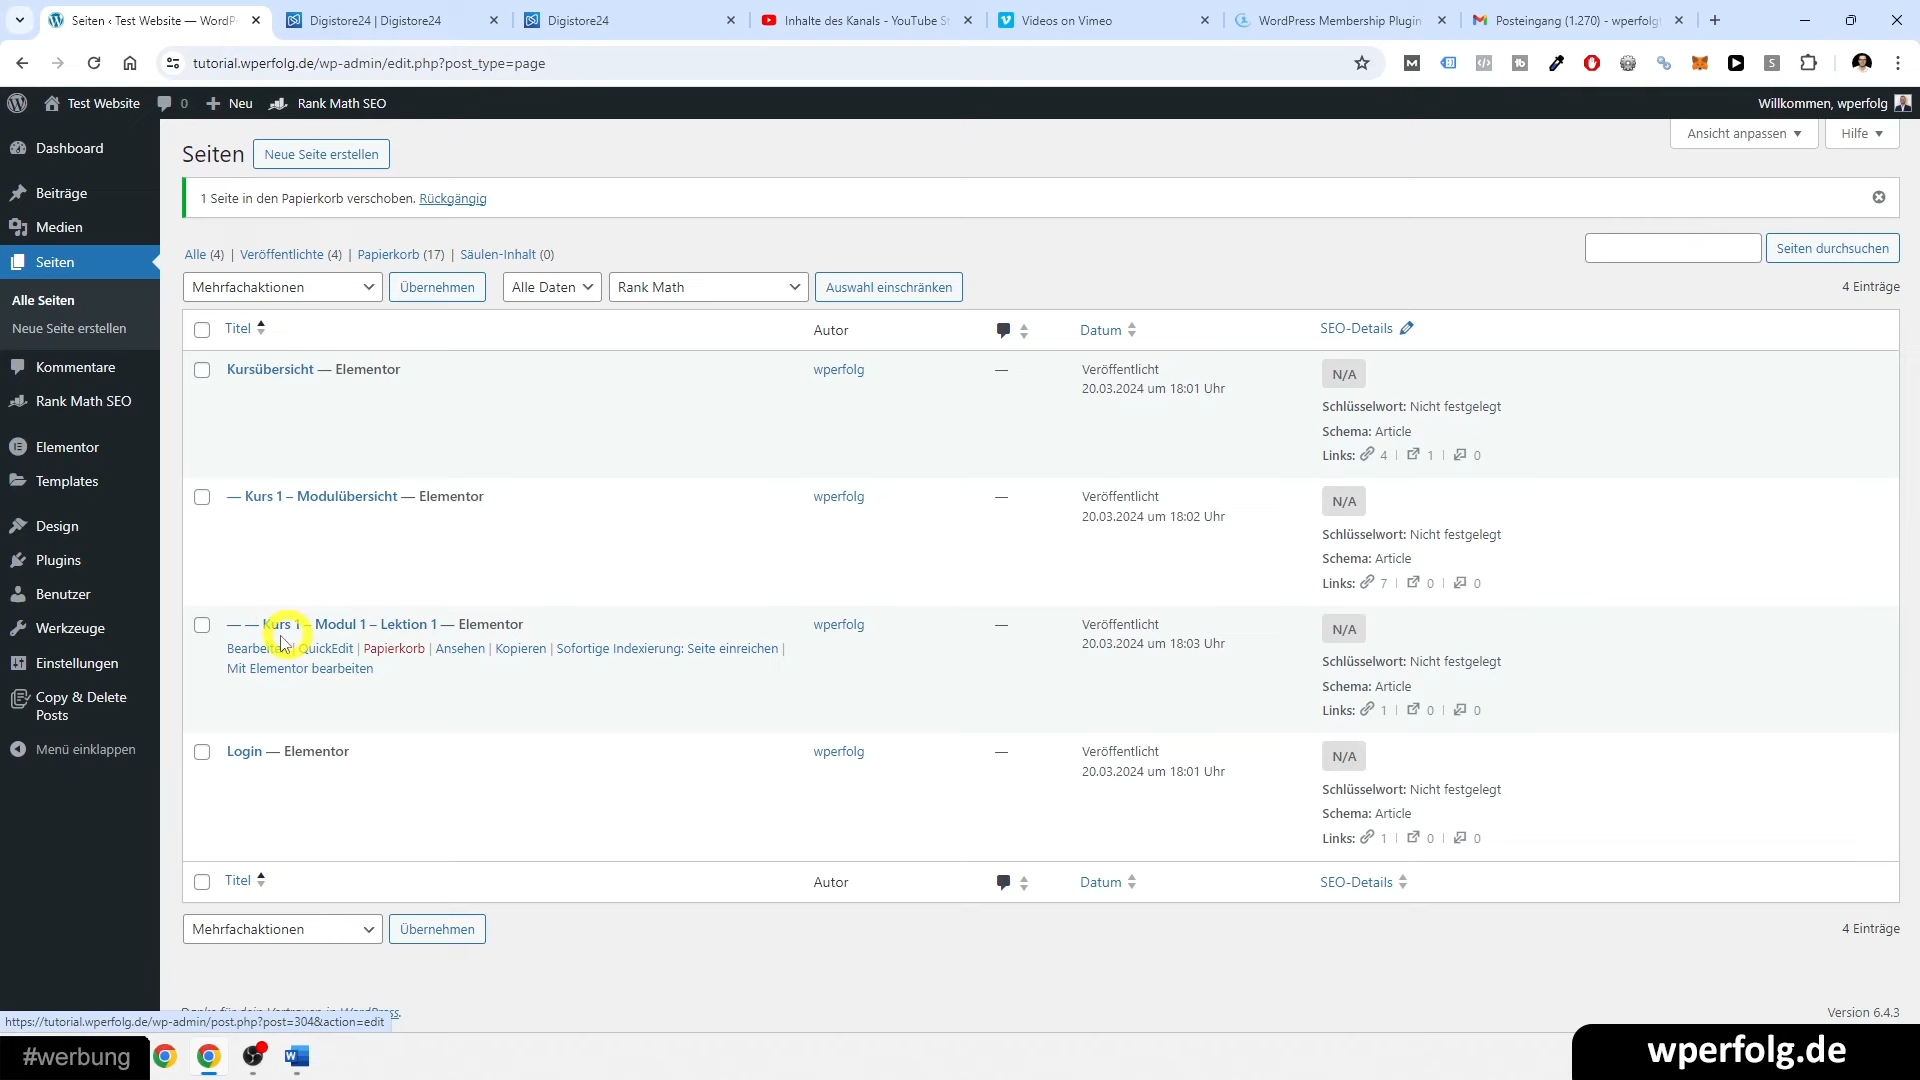 Seiten ‹ Test Website — WordP
Digistore24 | Digistore24
Digistore24
Inhalte des Kanals - YouTube St
Videos on Vimeo
WordPress Membership Plugin
Posteingang (1.270) - wperfolg
tutorial.wperfolg.de/wp-admin/edit.php?post_type=page
Test Website 0 Neu Rank Math SEO
Willkommen, wperfolg
Dashboard
Beiträge
Medien
Seiten
Alle Seiten
Neue Seite erstellen
Kommentare
Rank Math SEO
Elementor
Templates
Design
Plugins
Benutzer
Werkzeuge
Einstellungen
Copy & Delete
Posts
Menü einklappen
Ansicht anpassen
Hilfe
Seiten
Neue Seite erstellen
1 Seite in den Papierkorb verschoben. Rückgängig
Alle (4) | Veröffentlichte (4) | Papierkorb (17) | Säulen-Inhalt (0)
Seiten durchsuchen
Mehrfachaktionen Übernehmen Alle Daten Rank Math Auswahl einschränken
4 Einträge
Titel Autor Datum SEO-Details
Kursübersicht — Elementor
wperfolg
—
Veröffentlicht
20.03.2024 um 18:01 Uhr
N/A
Schlüsselwort: Nicht festgelegt
Schema: Article
Links: 4 | 1 | 0
— Kurs 1 – Modulübersicht — Elementor
wperfolg
—
Veröffentlicht
20.03.2024 um 18:02 Uhr
N/A
Schlüsselwort: Nicht festgelegt
Schema: Article
Links: 7 | 0 | 0
— — Kurs 1 – Modul 1 – Lektion 1 — Elementor
Bearbeiten | QuickEdit | Papierkorb | Ansehen | Kopieren | Sofortige Indexierung: Seite einreichen |
Mit Elementor bearbeiten
wperfolg
—
Veröffentlicht
20.03.2024 um 18:03 Uhr
N/A
Schlüsselwort: Nicht festgelegt
Schema: Article
Links: 1 | 0 | 0
Login — Elementor
wperfolg
—
Veröffentlicht
20.03.2024 um 18:01 Uhr
N/A
Schlüsselwort: Nicht festgelegt
Schema: Article
Links: 1 | 0 | 0
Titel Autor Datum SEO-Details
Mehrfachaktionen Übernehmen
4 Einträge
Danke für dein Vertrauen in WordPress.
Version 6.4.3
https://tutorial.wperfolg.de/wp-admin/post.php?post=304&action=edit
#werbung
wperfolg.de